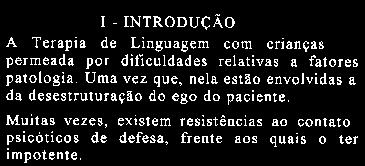 I - INTRODUÇÃO
A Terapia de Linguagem com crianças
permeada por dificuldades relativas a fatores
patologia. Uma vez que, nela estão envolvidas a
da desestruturação do ego do paciente.
Muitas vezes, existem resistências ao contato
psicóticos de defesa, frente aos quais o ter
impotente.